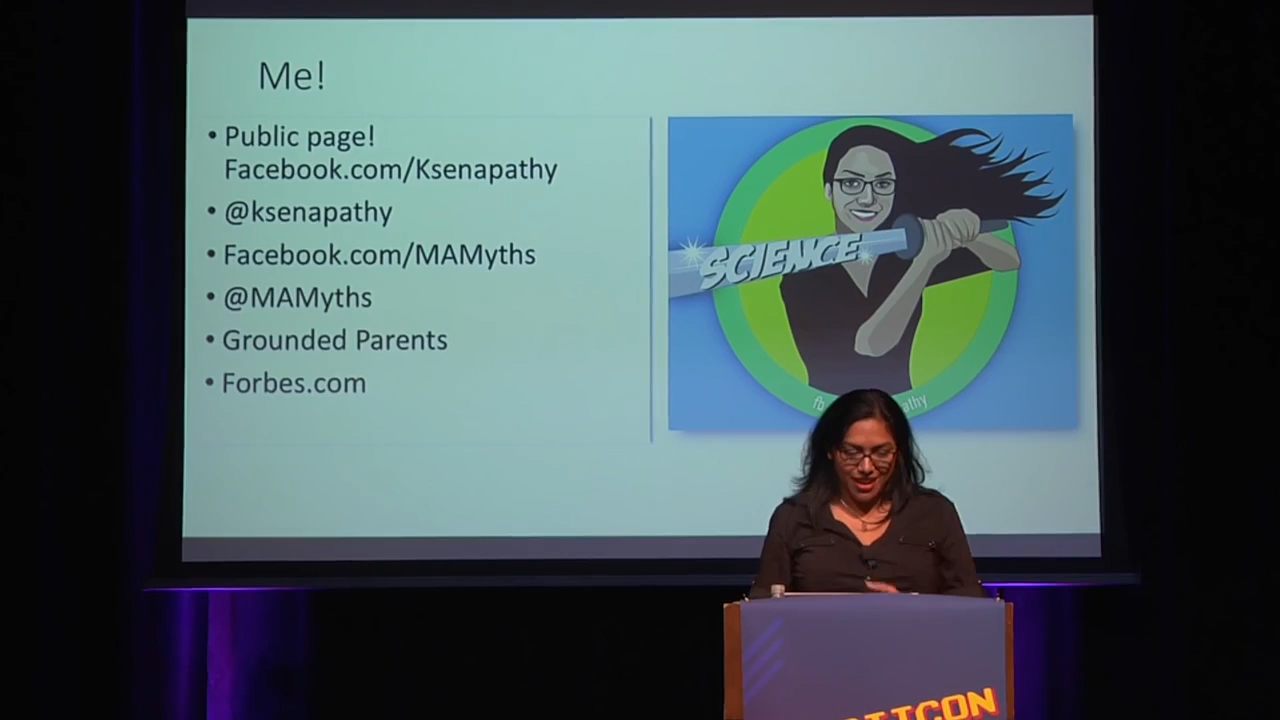 Me!
• Public page!
Facebook.com/Ksenapathy
• @ksenapathy
• Facebook.com/MAMyths
• @MAMyths
• Grounded Parents
• Forbes.com
SCIENCE